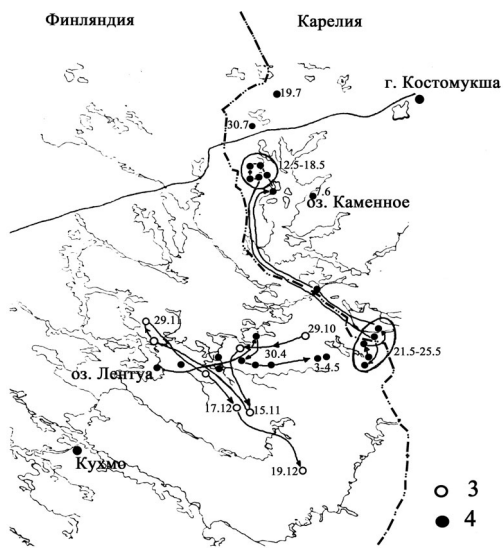 Финляндия Карелия
г. Костомукша
19.7
30.7
12.5-18.5
7.6
оз. Каменное
29.11
29.10
30.4
3-4.5
21.5-25.5
оз. Лентуа
17.12
15.11
Кухмо
19.12
3
4